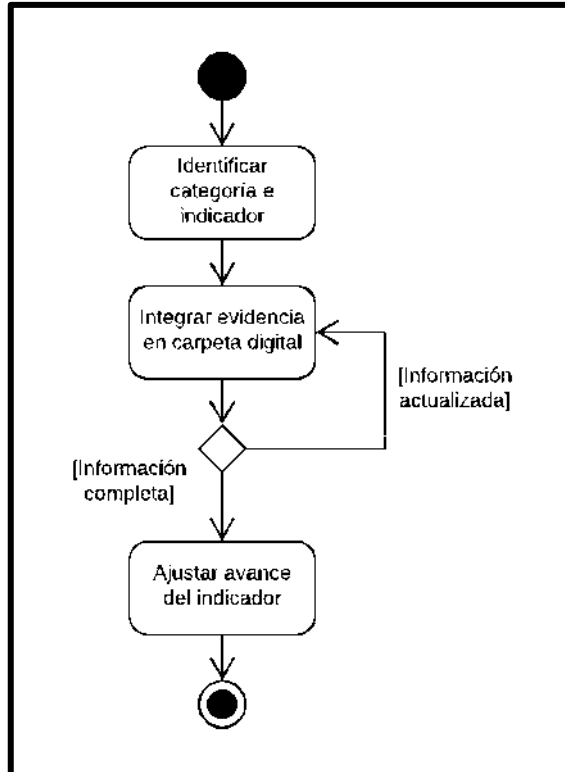 Identificar
categoría e
indicador
Integrar evidencia
en carpeta digital
[Información
actualizada]
[Información
completa]
Ajustar avance
del indicador